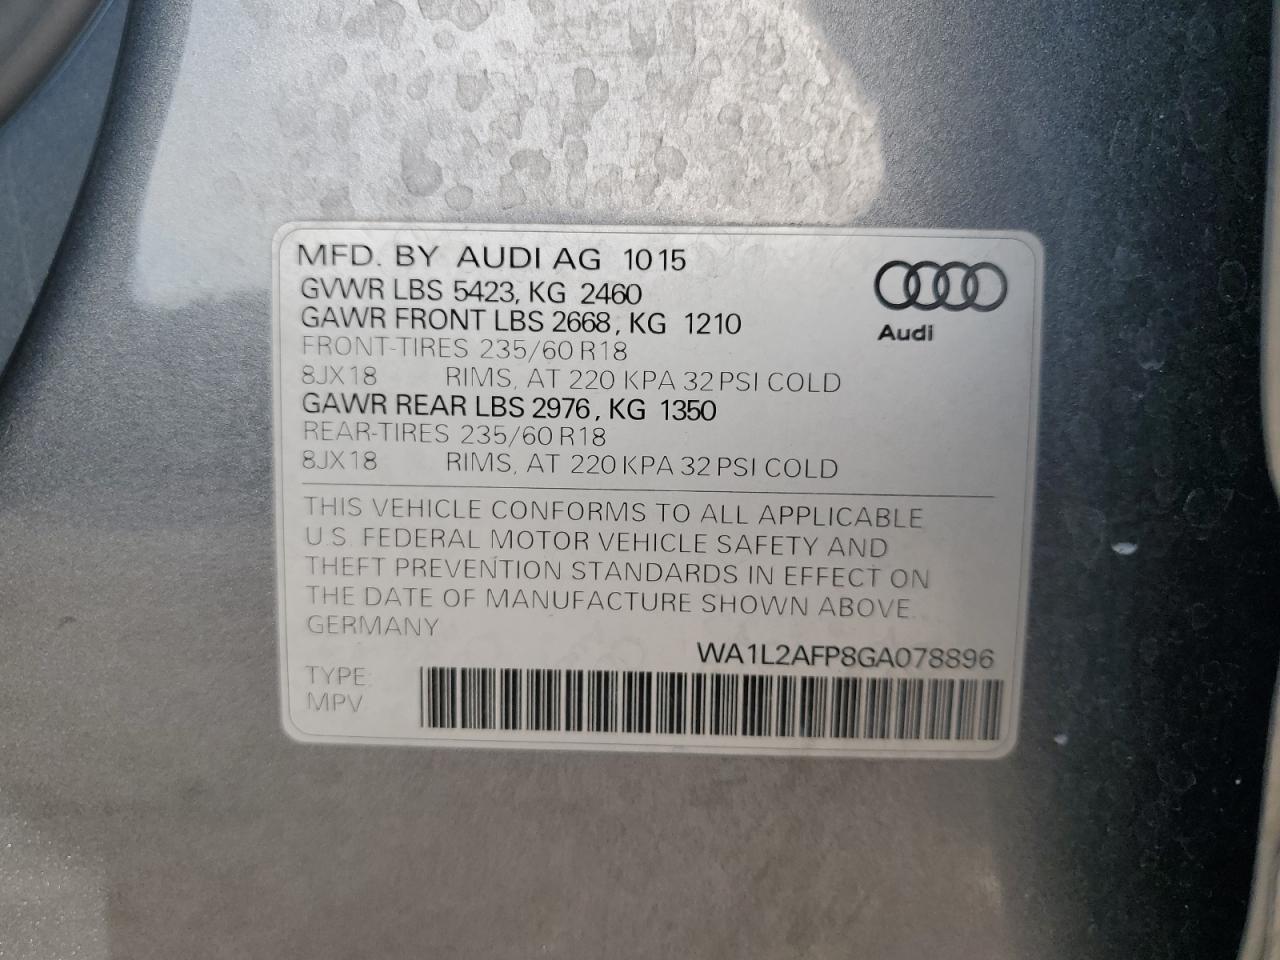 MFD. BY AUDI AG 1015
GVWR LBS 5423, KG 2460
GAWR FRONT LBS 2668, KG 1210
FRONT-TIRES 235/60 R18
8JX18 RIMS, AT 220 KPA 32 PSI COLD
GAWR REAR LBS 2976, KG 1350
REAR-TIRES 235/60 R18
8JX18 RIMS, AT 220 KPA 32 PSI COLD
Audi
THIS VEHICLE CONFORMS TO ALL APPLICABLE
U.S. FEDERAL MOTOR VEHICLE SAFETY AND
THEFT PREVENTION STANDARDS IN EFFECT ON
THE DATE OF MANUFACTURE SHOWN ABOVE.
GERMANY
WA1L2AFP8GA078896
TYPE:
MPV